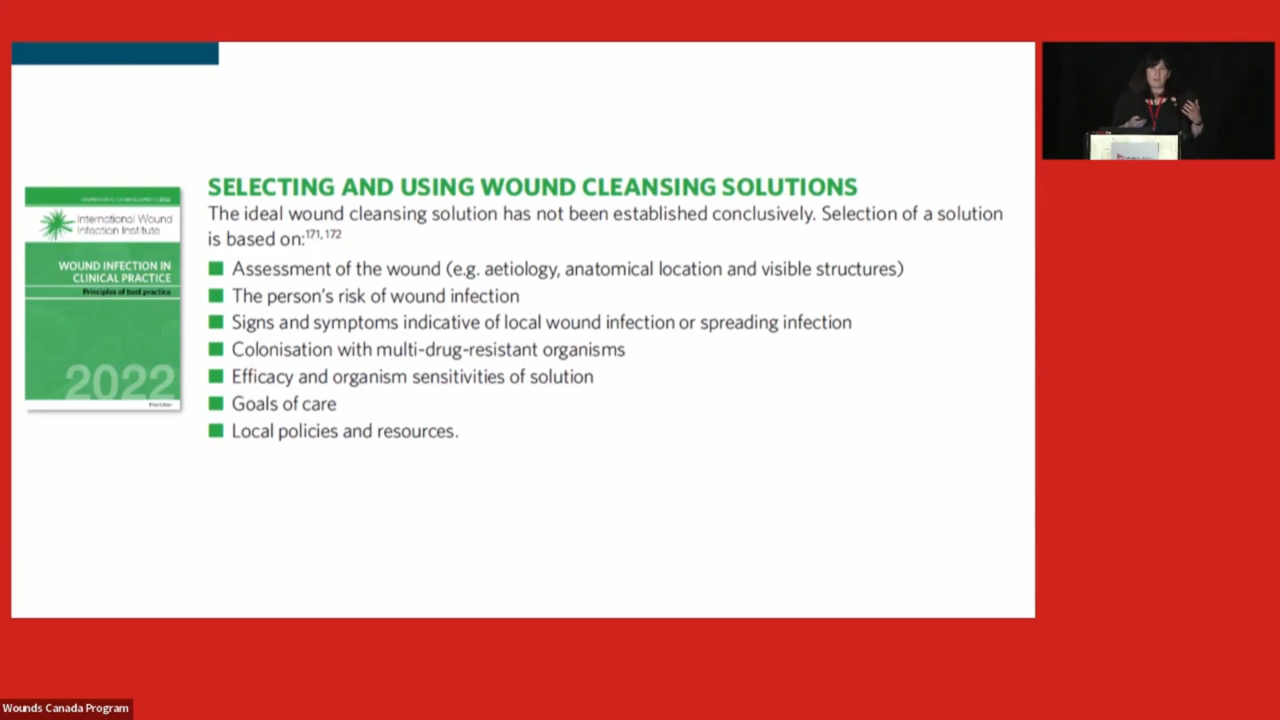 SELECTING AND USING WOUND CLEANSING SOLUTIONS
The ideal wound cleansing solution has not been established conclusively. Selection of a solution
is based on:171,172
Assessment of the wound (e.g. aetiology, anatomical location and visible structures)
The person's risk of wound infection
Signs and symptoms indicative of local wound infection or spreading infection
Colonisation with multi-drug-resistant organisms
Efficacy and organism sensitivities of solution
Goals of care
Local policies and resources.
International Wound
Infection Institute
WOUND INFECTION IN
CLINICAL PRACTICE
Principles of best practice
2022
Wounds Canada Program